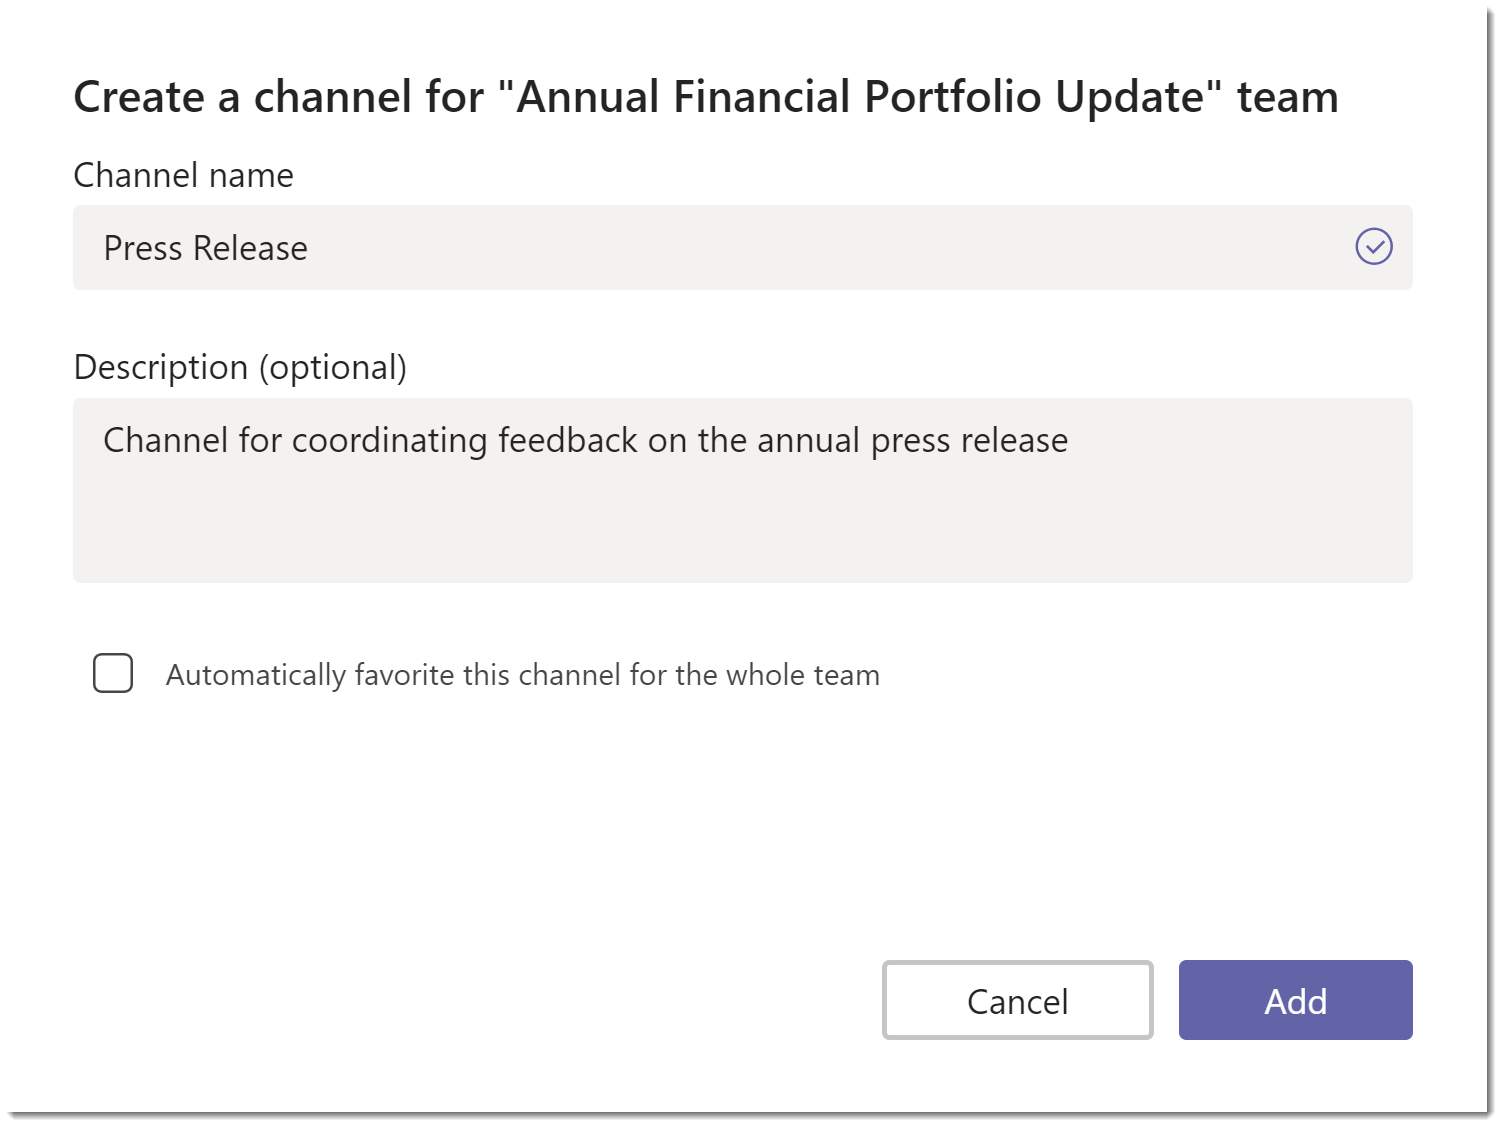 Create a channel for "Annual Financial Portfolio Update" team
Channel name
Press Release
Description (optional)
Channel for coordinating feedback on the annual press release
Automatically favorite this channel for the whole team
Cancel
Add